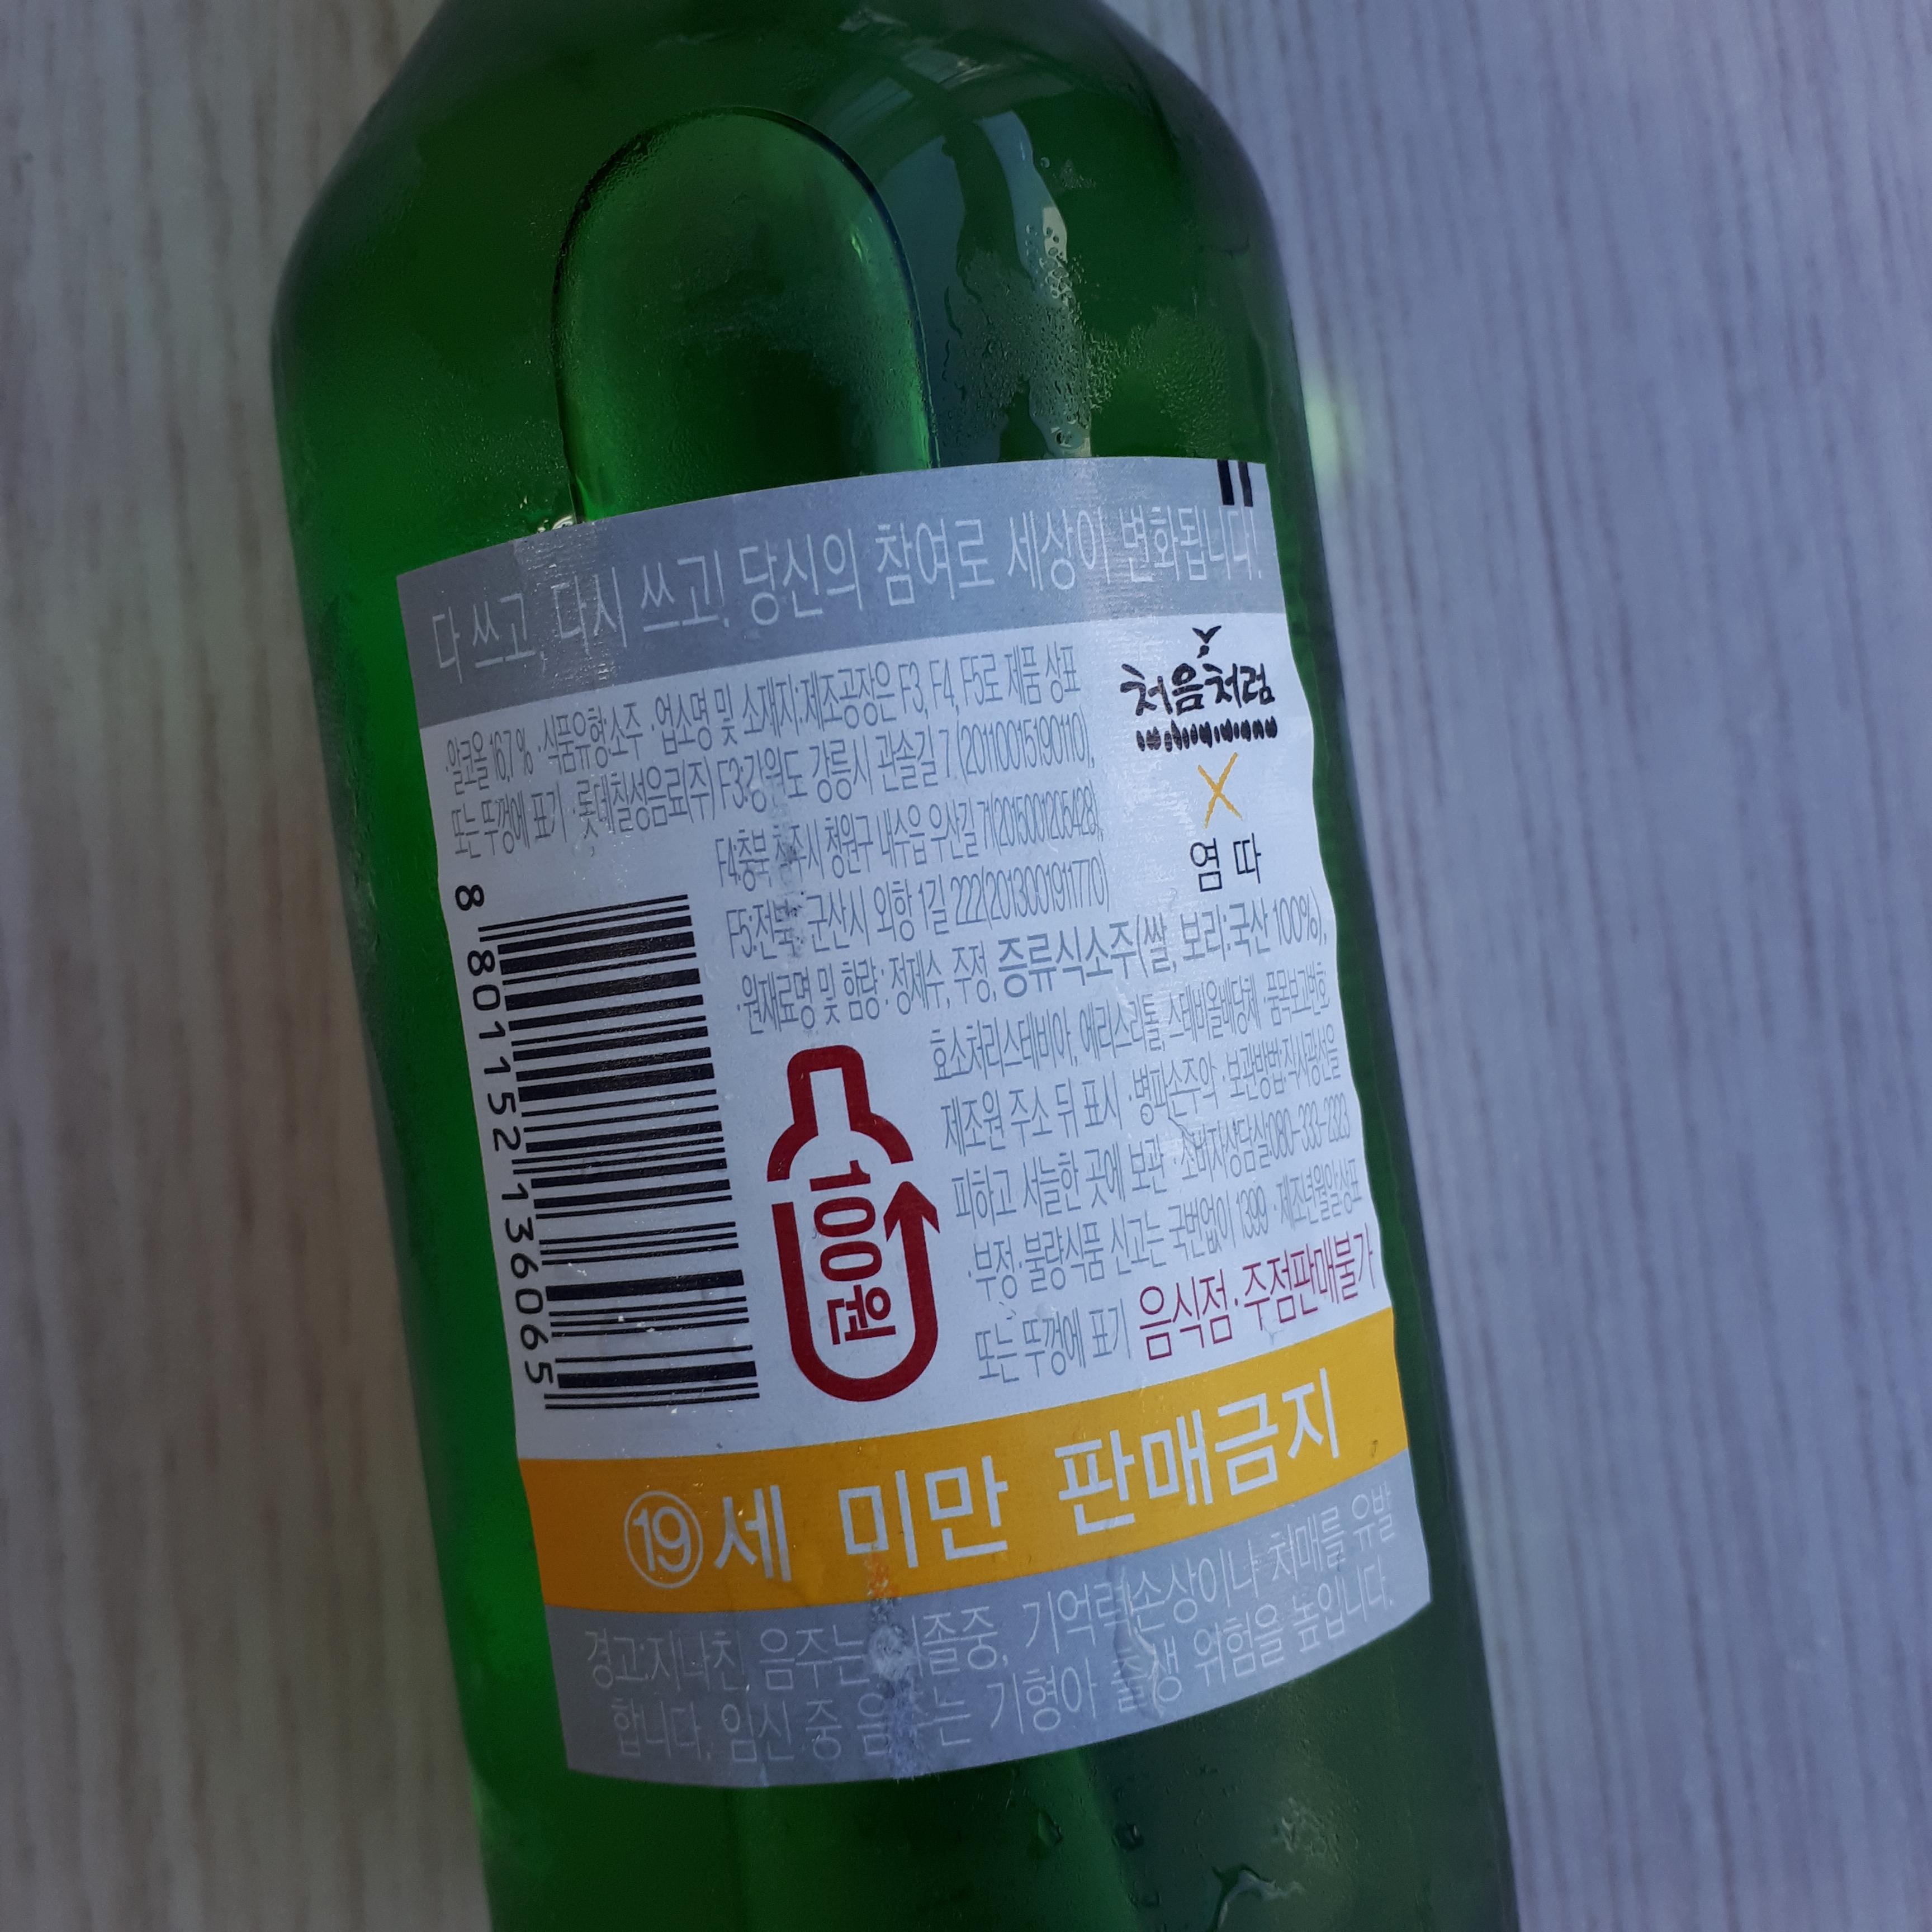 다 쓰고, 다시 쓰고! 당신의 참여로 세상이 변화됩니다!
·알코올 16.7% ·식품유형:소주 ·업소명 및 소재지:제조공장은 F3, F4, F5로 제품 상표
또는 뚜껑에 표기 ·롯데칠성음료(주) F3:강원도 강릉시 관솔길 7 (20110015190110),
F4:충북 청주시 청원구 내수읍 우산길 71(2015001205428),
F5:전북 군산시 외항 1길 222(2013001911770)
·원재료명 및 함량 : 정제수, 주정, 증류식소주(쌀, 보리:국산 100%),
효소처리스테비아, 에리스리톨, 스테비올배당체 ·품목보고번호:
제조원 주소 뒤 표시 ·병파손주의 ·보관방법:직사광선을
피하고 서늘한 곳에 보관 ·소비자상담실:080-333-2323
·부정·불량식품 신고는 국번없이 1399 ·제조년월일:상표
또는 뚜껑에 표기 음식점·주점판매불가
처음처럼
X
염따
8 801152 136065
100원
19세 미만 판매금지
경고:지나친 음주는 뇌졸중, 기억력손상이나 치매를 유발
합니다. 임신 중 음주는 기형아 출생 위험을 높입니다.